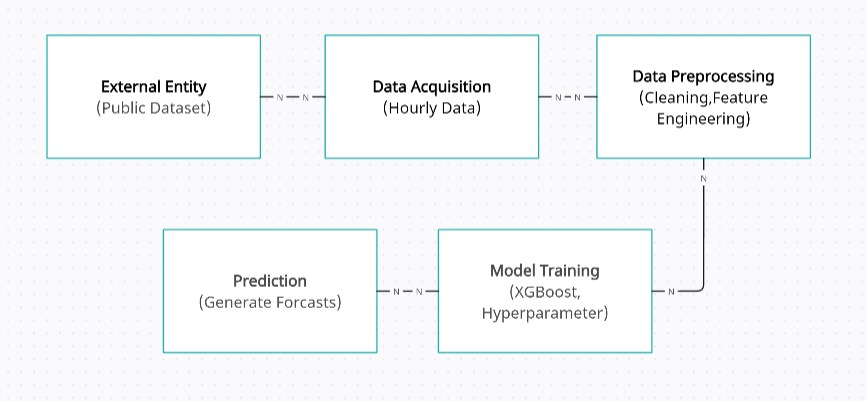 External Entity
(Public Dataset)
N N
Data Acquisition
(Hourly Data)
N N
Data Preprocessing
(Cleaning,Feature
Engineering)
N
N
Model Training
(XGBoost,
Hyperparameter)
N N
Prediction
(Generate Forcasts)